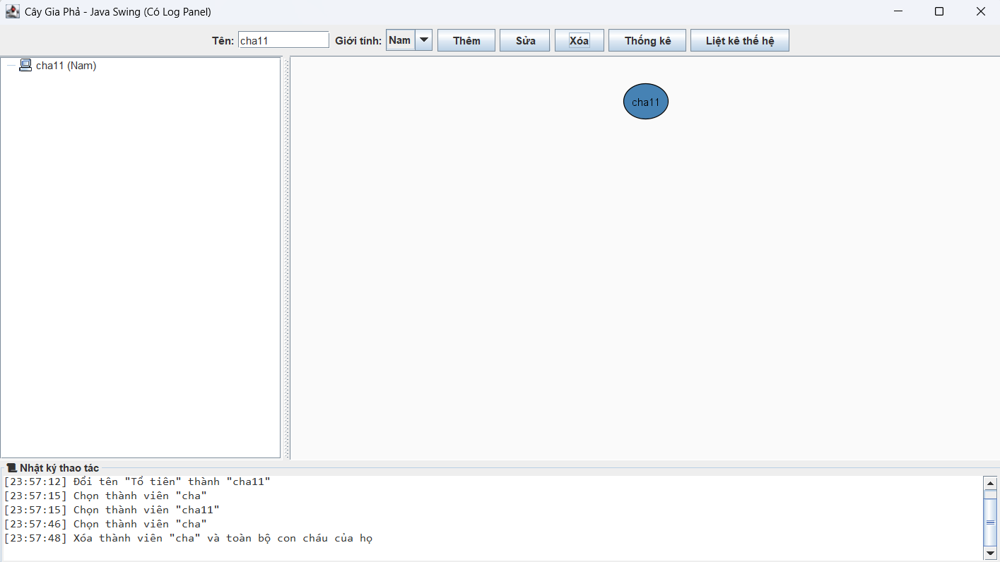 Cây Gia Phả - Java Swing (Có Log Panel)
Tên: cha11 Giới tính: Nam Thêm Sửa Xóa Thống kê Liệt kê thế hệ
cha11 (Nam)
cha11
Nhật ký thao tác
[23:57:12] Đổi tên "Tổ tiên" thành "cha11"
[23:57:15] Chọn thành viên "cha"
[23:57:15] Chọn thành viên "cha11"
[23:57:46] Chọn thành viên "cha"
[23:57:48] Xóa thành viên "cha" và toàn bộ con cháu của họ